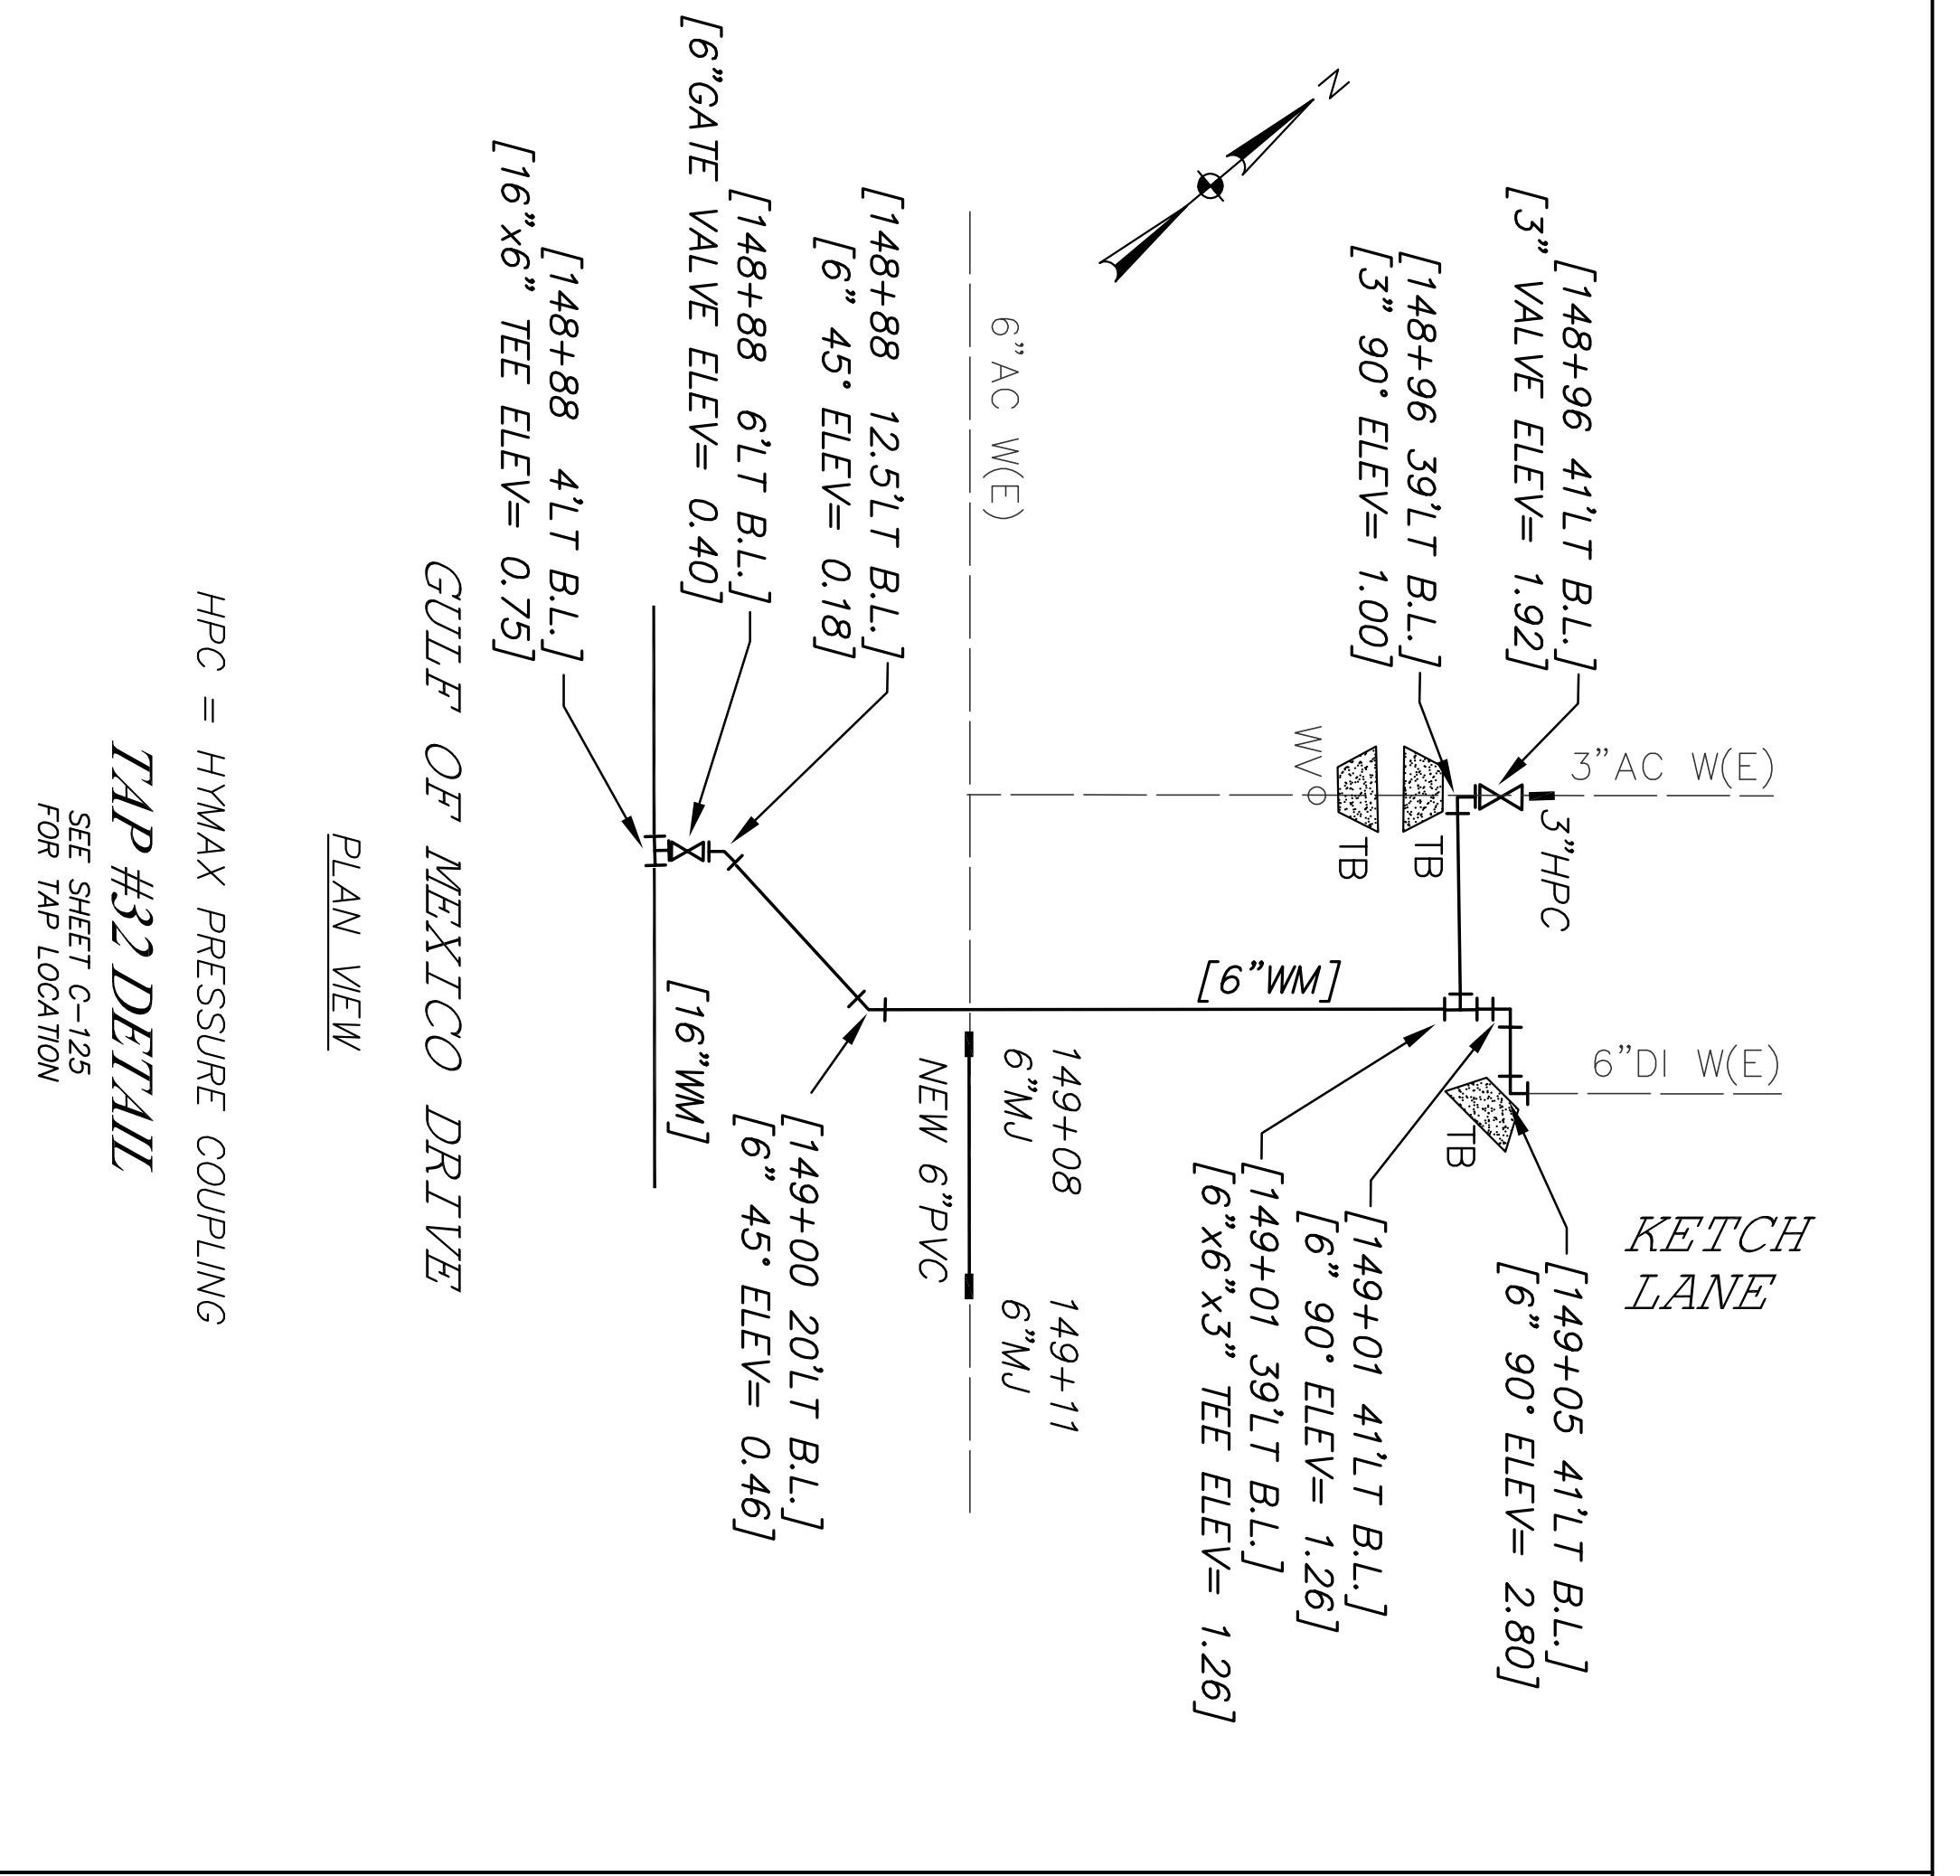 KETCH
LANE
3"AC W(E)
6"DI W(E)
[148+96 41'LT B.L.]
[3" VALVE ELEV= 1.92]
3"HPC
[149+05 41'LT B.L.]
[6" 90° ELEV= 2.80]
[148+96 39'LT B.L.]
[3" 90° ELEV= 1.00]
TB
TB
TB
WV
[149+01 41'LT B.L.]
[6" 90° ELEV= 1.26]
[149+01 39'LT B.L.]
[6"x6"x3" TEE ELEV= 1.26]
N
[6"WM]
6"AC W(E)
149+08
6"MJ
149+11
6"MJ
NEW 6"PVC
[148+88 12.5'LT B.L.]
[6" 45° ELEV= 0.18]
[149+00 20'LT B.L.]
[6" 45° ELEV= 0.46]
[148+88 6'LT B.L.]
[6"GATE VALVE ELEV= 0.40]
[16"WM]
[148+88 4'LT B.L.]
[16"x6" TEE ELEV= 0.75]
GULF OF MEXICO DRIVE
PLAN VIEW
HPC = HYMAX PRESSURE COUPLING
TAP #32 DETAIL
SEE SHEET C-125
FOR TAP LOCATION